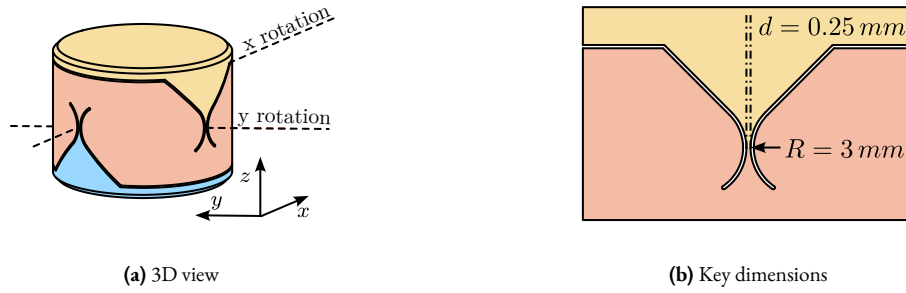 x rotation
y rotation
z
y
x
(a) 3D view
d = 0.25 mm
R = 3 mm
(b) Key dimensions